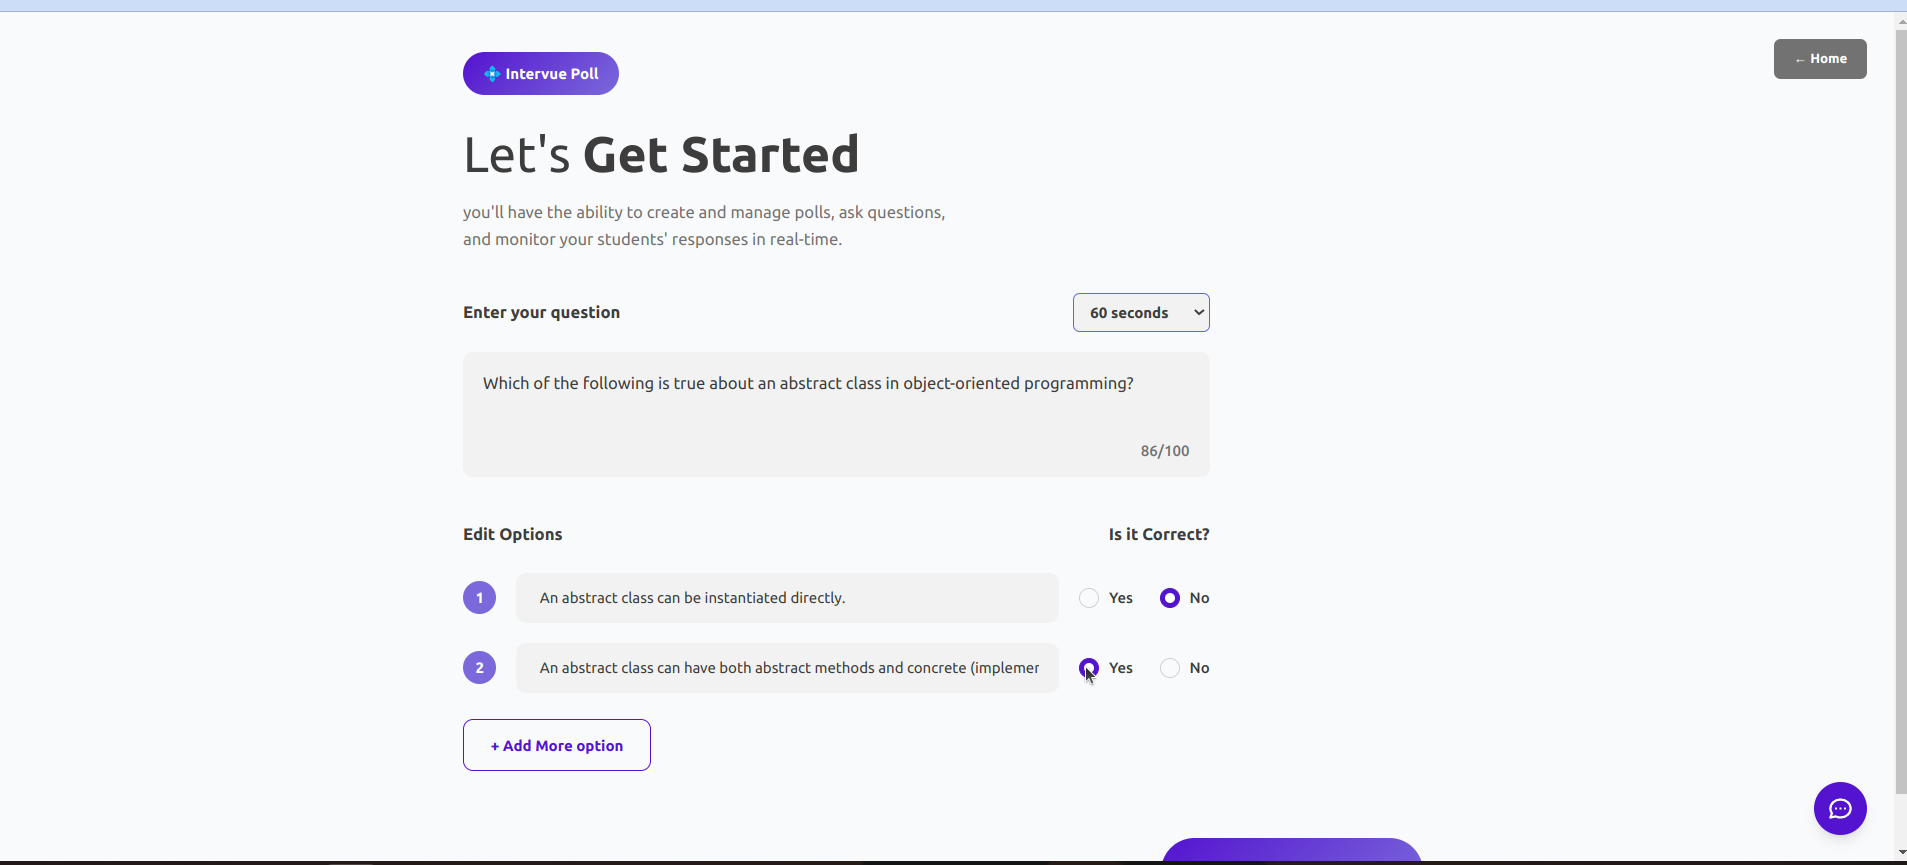 Intervue Poll
← Home
Let's Get Started
you'll have the ability to create and manage polls, ask questions,
and monitor your students' responses in real-time.
Enter your question
60 seconds
Which of the following is true about an abstract class in object-oriented programming?
86/100
Edit Options
Is it Correct?
1 An abstract class can be instantiated directly. Yes No
2 An abstract class can have both abstract methods and concrete (implemer Yes No
+ Add More option